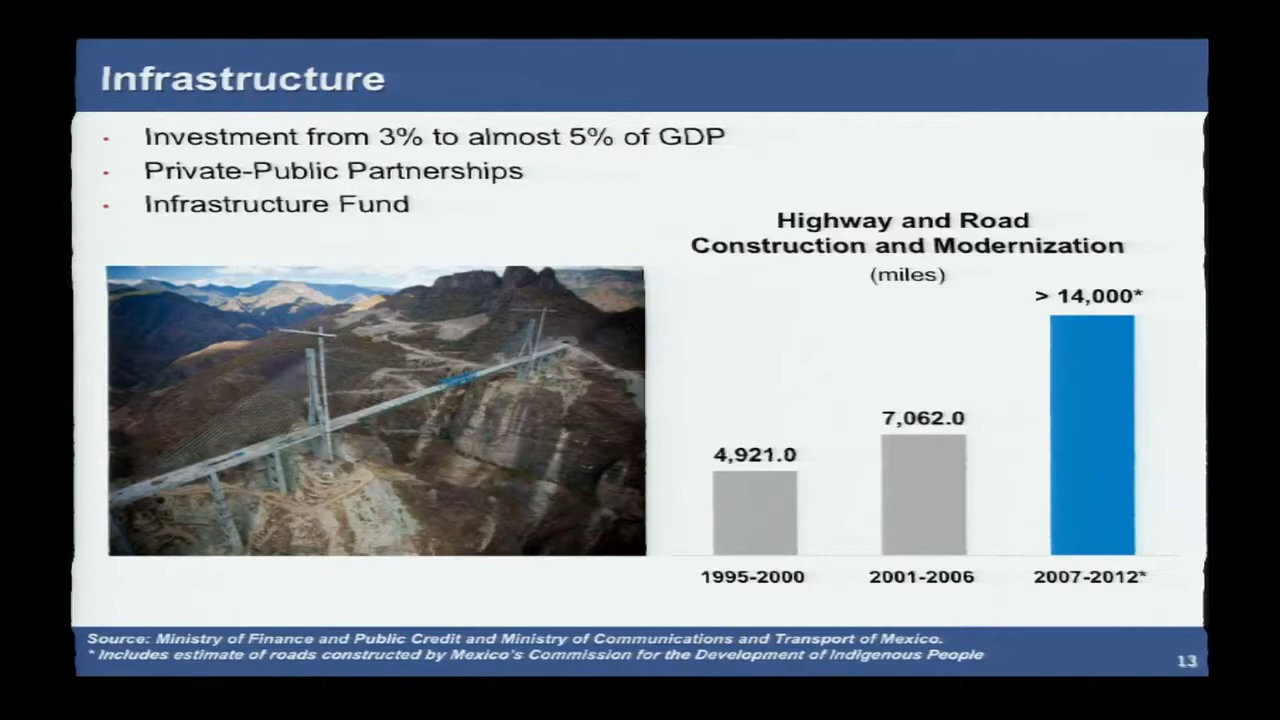 Infrastructure
· Investment from 3% to almost 5% of GDP
· Private-Public Partnerships
· Infrastructure Fund
Highway and Road
Construction and Modernization
(miles)
> 14,000*
7,062.0
4,921.0
1995-2000
2001-2006
2007-2012*
Source: Ministry of Finance and Public Credit and Ministry of Communications and Transport of Mexico.
* Includes estimate of roads constructed by Mexico's Commission for the Development of Indigenous People
13